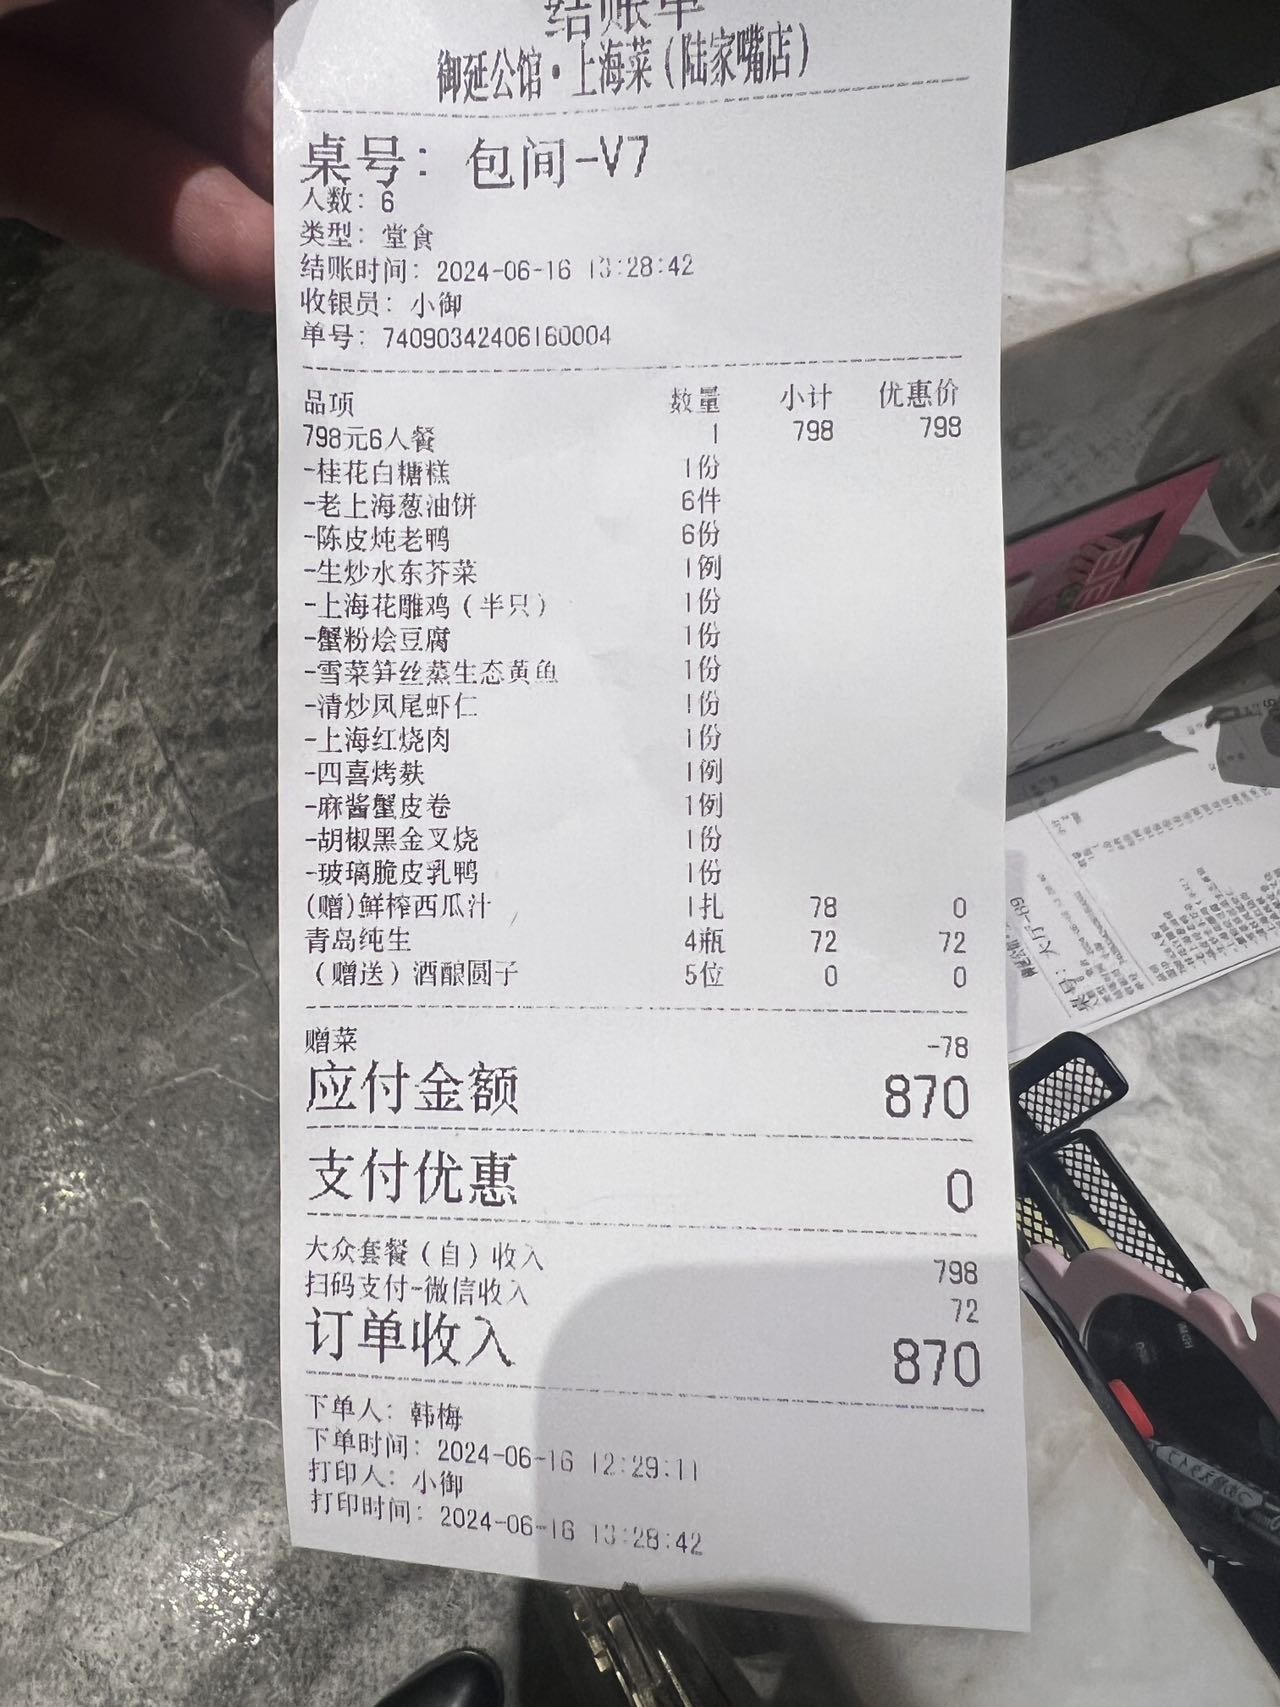 结账单
御延公馆·上海菜（陆家嘴店）
桌号：包间-V7
人数：6
类型：堂食
结账时间：2024-06-16 13:28:42
收银员：小御
单号：74090342406160004
品项 数量 小计 优惠价
798元6人餐 1 798 798
-桂花白糖糕 1份
-老上海葱油饼 6件
-陈皮炖老鸭 6份
-生炒水东芥菜 1例
-上海花雕鸡（半只） 1份
-蟹粉烩豆腐 1份
-雪菜笋丝蒸生态黄鱼 1份
-清炒凤尾虾仁 1份
-上海红烧肉 1份
-四喜烤麸 1例
-麻酱蟹皮卷 1例
-胡椒黑金叉烧 1份
-玻璃脆皮乳鸭 1份
(赠)鲜榨西瓜汁 1扎 78 0
青岛纯生 4瓶 72 72
（赠送）酒酿圆子 5位 0 0
赠菜 -78
应付金额 870
支付优惠 0
大众套餐（自）收入 798
扫码支付-微信收入 72
订单收入 870
下单人：韩梅
下单时间：2024-06-16 12:29:11
打印人：小御
打印时间：2024-06-16 13:28:42
大厅-69